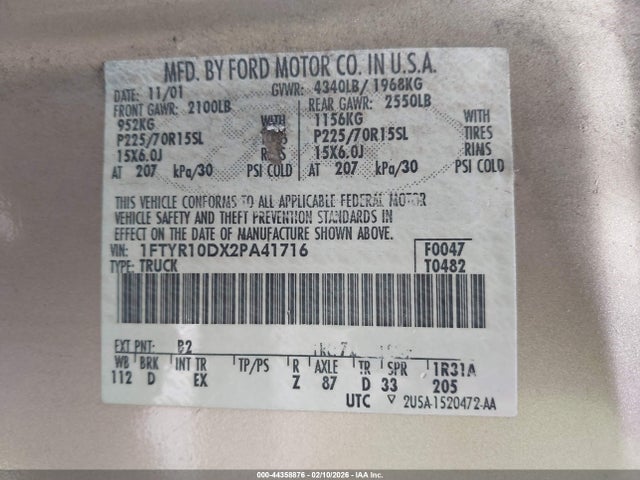 MFD. BY FORD MOTOR CO. IN U.S.A.
DATE: 11/01 GVWR: 4340LB/ 1968KG
FRONT GAWR: 2100LB REAR GAWR: 2550LB
952KG WITH 1156KG WITH
P225/70R15SL TIRES P225/70R15SL TIRES
15X6.0J RIMS 15X6.0J RIMS
AT 207 kPa/30 PSI COLD AT 207 kPa/30 PSI COLD
THIS VEHICLE CONFORMS TO ALL APPLICABLE FEDERAL MOTOR
VEHICLE SAFETY AND THEFT PREVENTION STANDARDS IN
EFFECT ON THE DATE OF MANUFACTURE SHOWN ABOVE.
VIN: 1FTYR10DX2PA41716 F0047
TYPE: TRUCK T0482
EXT PNT: B2
WB BRK INT TR TP/PS R AXLE TR SPR 1R31A
112 D EX Z 87 D 33 205
UTC ▽ 2U5A-1520472-AA
000-44358876 - 02/10/2026 - IAA Inc.